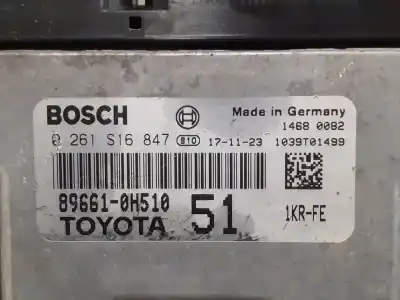 BOSCH Made in Germany
0 261 S16 847 810 17-11-23 1468 0082
1039T01499
89661-0H510
TOYOTA 51 1KR-FE